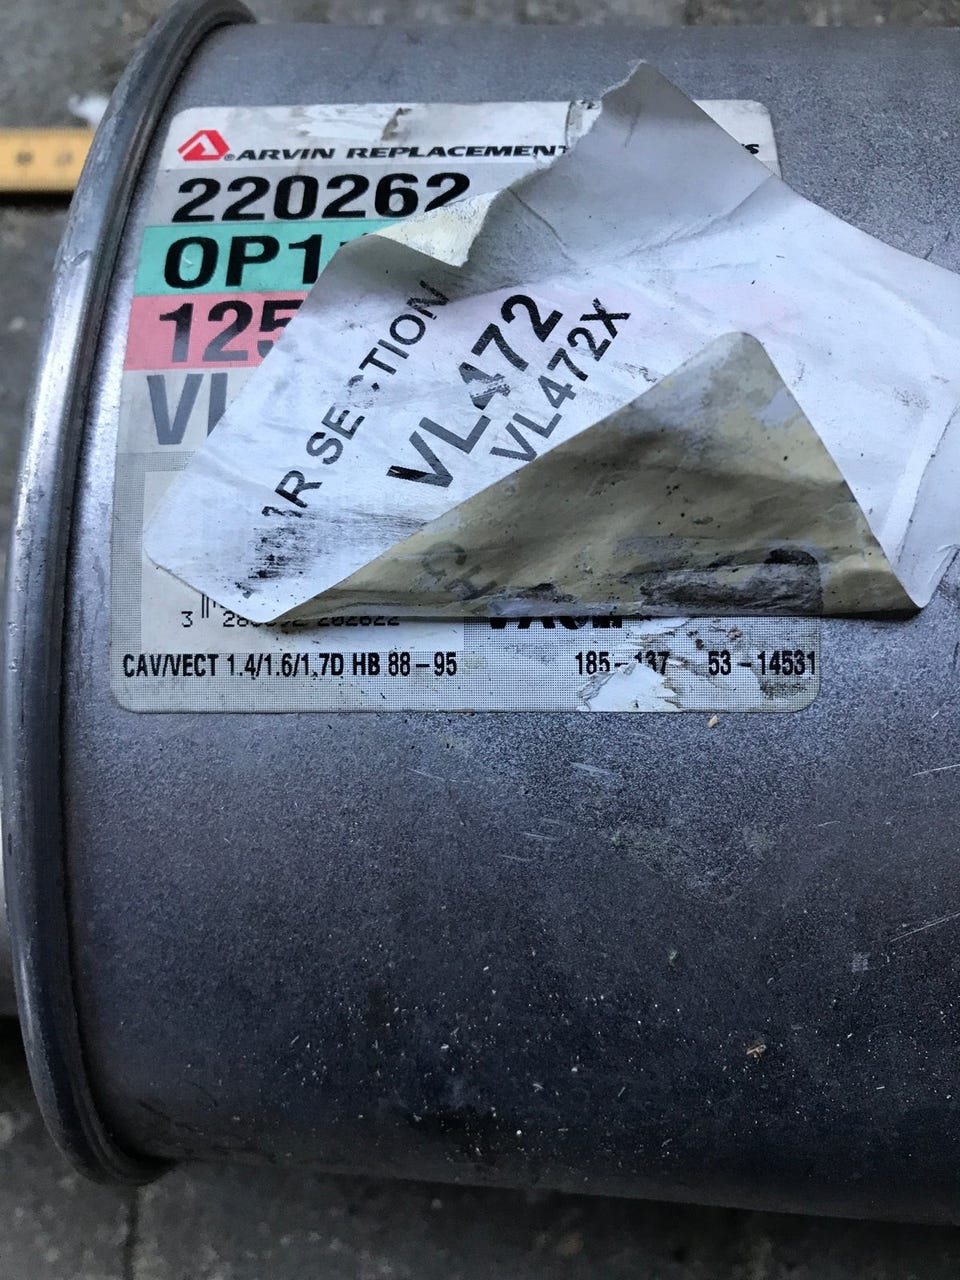 ® ARVIN REPLACEMENT
220262
OP1
125
VL
SECTION
VL472
VL472X
CAV/VECT 1.4/1.6/1.7D HB 88-95
185-137 53-14531